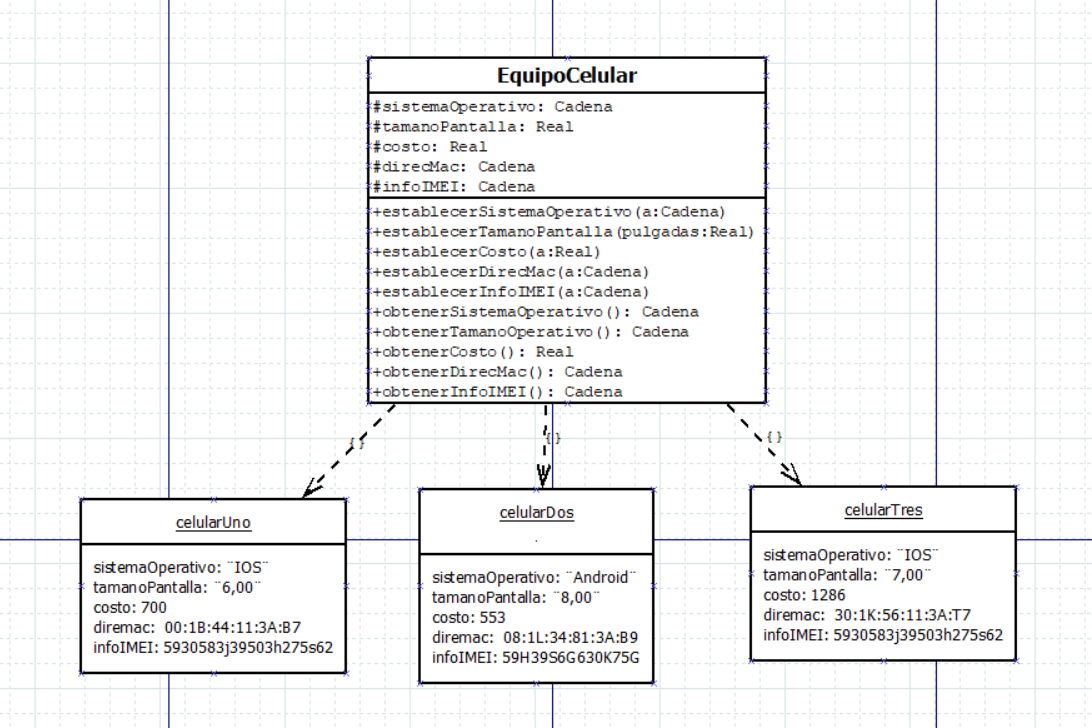 EquipoCelular
#sistemaOperativo: Cadena
#tamanoPantalla: Real
#costo: Real
#direcMac: Cadena
#infoIMEI: Cadena
+establecerSistemaOperativo(a:Cadena)
+establecerTamanoPantalla(pulgadas:Real)
+establecerCosto(a:Real)
+establecerDirecMac(a:Cadena)
+establecerInfoIMEI(a:Cadena)
+obtenerSistemaOperativo(): Cadena
+obtenerTamanoOperativo(): Cadena
+obtenerCosto(): Real
+obtenerDirecMac(): Cadena
+obtenerInfoIMEI(): Cadena
{}
{}
{}
celularUno
sistemaOperativo: ¨IOS¨
tamanoPantalla: ¨6,00¨
costo: 700
diremac:  00:1B:44:11:3A:B7
infoIMEI: 5930583j39503h275s62
celularDos
.
sistemaOperativo: ¨Android¨
tamanoPantalla: ¨8,00¨
costo: 553
diremac:  08:1L:34:81:3A:B9
infoIMEI: 59H39S6G630K75G
celularTres
sistemaOperativo: ¨IOS¨
tamanoPantalla: ¨7,00¨
costo: 1286
diremac:  30:1K:56:11:3A:T7
infoIMEI: 5930583j39503h275s62